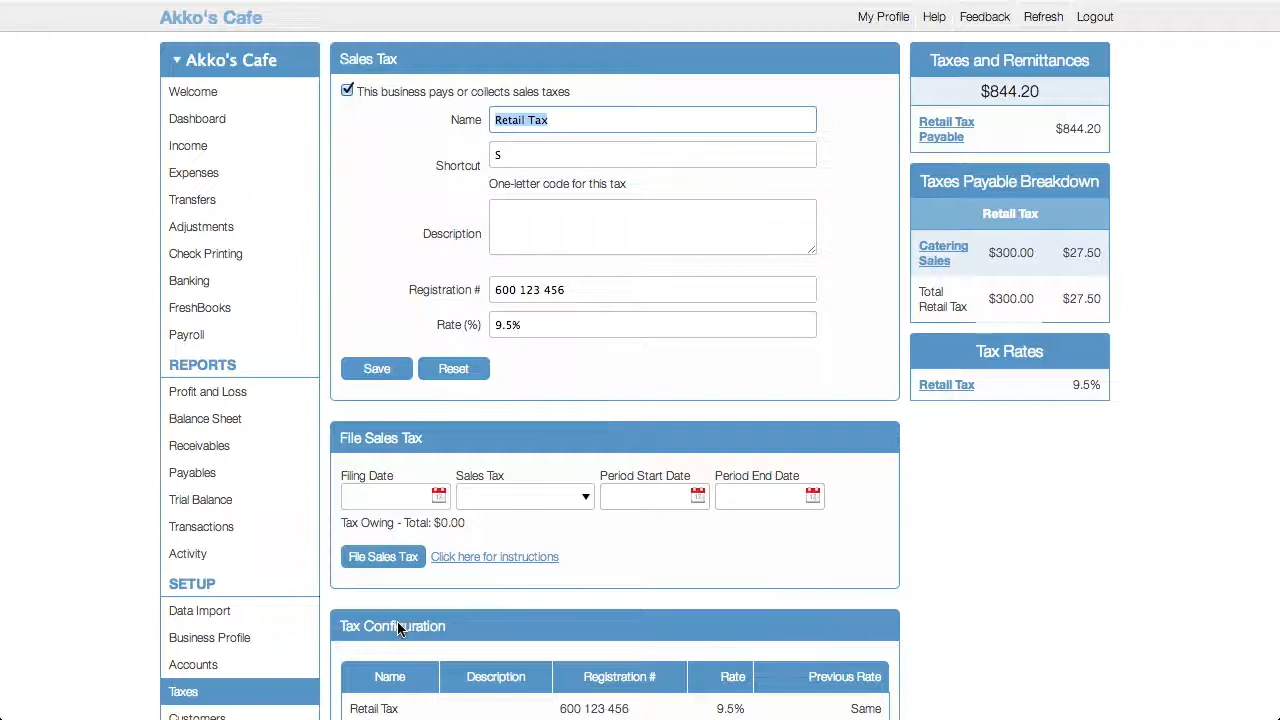 Akko's Cafe
My Profile Help Feedback Refresh Logout
Akko's Cafe
Welcome
Dashboard
Income
Expenses
Transfers
Adjustments
Check Printing
Banking
FreshBooks
Payroll
REPORTS
Profit and Loss
Balance Sheet
Receivables
Payables
Trial Balance
Transactions
Activity
SETUP
Data Import
Business Profile
Accounts
Taxes
Customers
Sales Tax
This business pays or collects sales taxes
Name Retail Tax
Shortcut S
One-letter code for this tax
Description
Registration # 600 123 456
Rate (%) 9.5%
Save Reset
File Sales Tax
Filing Date Sales Tax Period Start Date Period End Date
Tax Owing - Total: $0.00
File Sales Tax Click here for instructions
Tax Configuration
Name Description Registration # Rate Previous Rate
Retail Tax 600 123 456 9.5% Same
Taxes and Remittances
$844.20
Retail Tax
Payable $844.20
Taxes Payable Breakdown
Retail Tax
Catering
Sales $300.00 $27.50
Total
Retail Tax $300.00 $27.50
Tax Rates
Retail Tax 9.5%